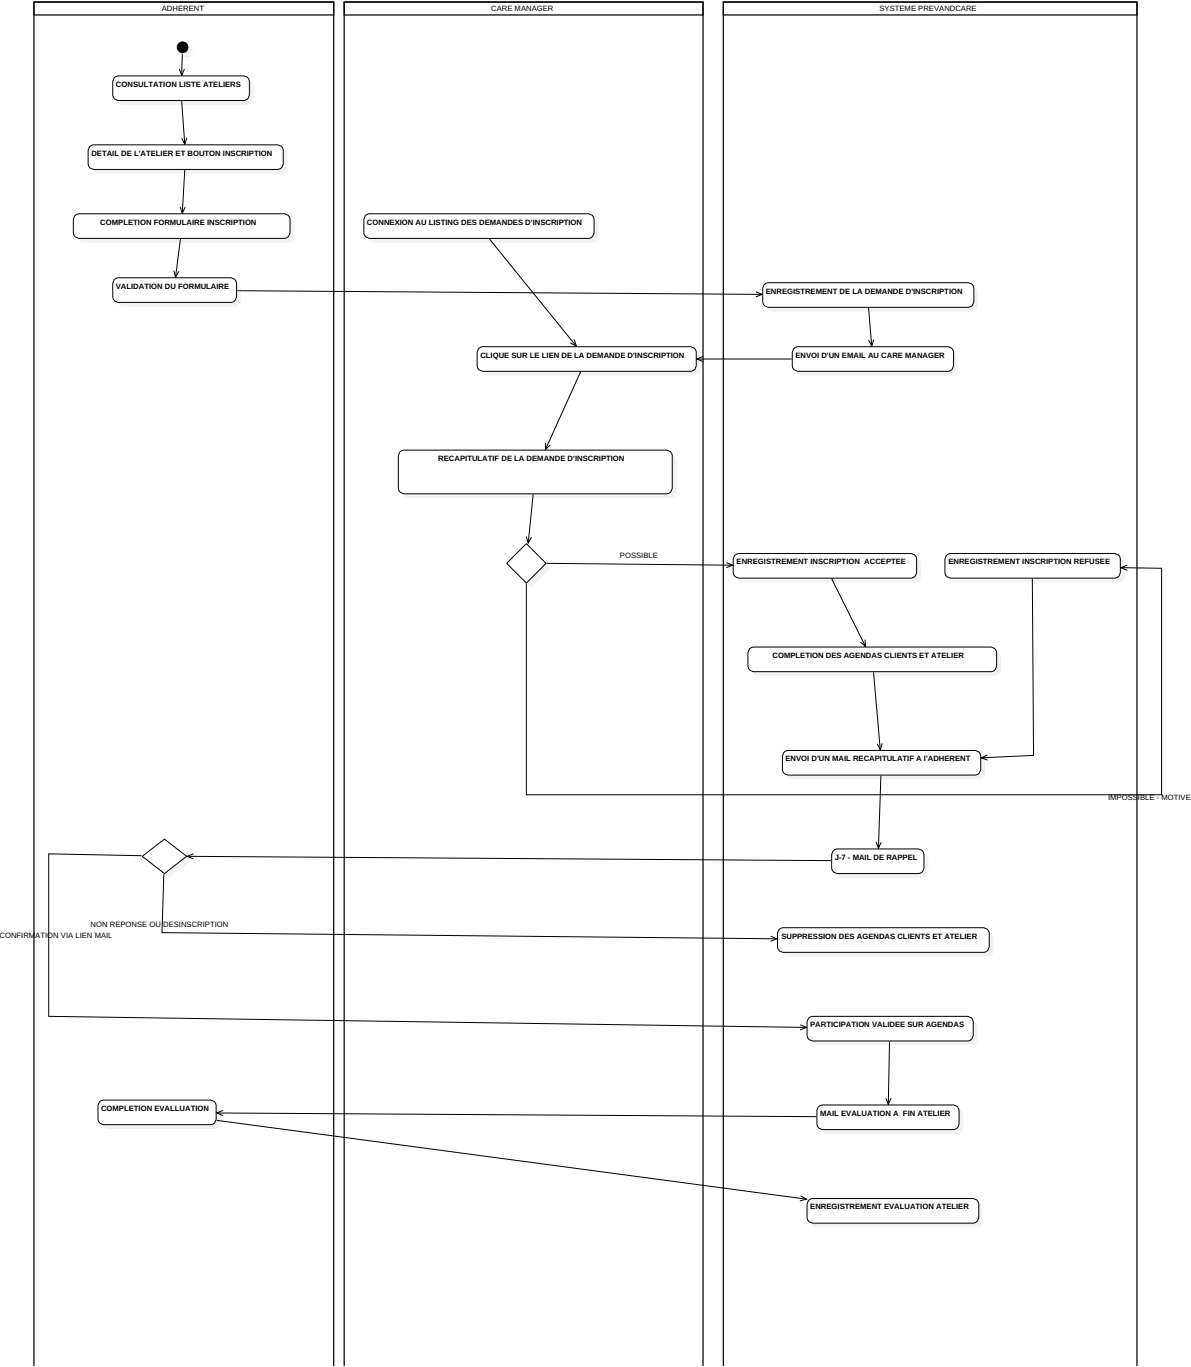 ADHERENT
CARE MANAGER
SYSTEME PREVANDCARE
CONSULTATION LISTE ATELIERS
DETAIL DE L'ATELIER ET BOUTON INSCRIPTION
COMPLETION FORMULAIRE INSCRIPTION
CONNEXION AU LISTING DES DEMANDES D'INSCRIPTION
VALIDATION DU FORMULAIRE
ENREGISTREMENT DE LA DEMANDE D'INSCRIPTION
CLIQUE SUR LE LIEN DE LA DEMANDE D'INSCRIPTION
ENVOI D'UN EMAIL AU CARE MANAGER
RECAPITULATIF DE LA DEMANDE D'INSCRIPTION
POSSIBLE
ENREGISTREMENT INSCRIPTION ACCEPTEE
ENREGISTREMENT INSCRIPTION REFUSEE
COMPLETION DES AGENDAS CLIENTS ET ATELIER
ENVOI D'UN MAIL RECAPITULATIF A l'ADHERENT
IMPOSSIBLE - MOTIVE
J-7 - MAIL DE RAPPEL
NON REPONSE OU DESINSCRIPTION
CONFIRMATION VIA LIEN MAIL
SUPPRESSION DES AGENDAS CLIENTS ET ATELIER
PARTICIPATION VALIDEE SUR AGENDAS
COMPLETION EVALLUATION
MAIL EVALUATION A FIN ATELIER
ENREGISTREMENT EVALUATION ATELIER